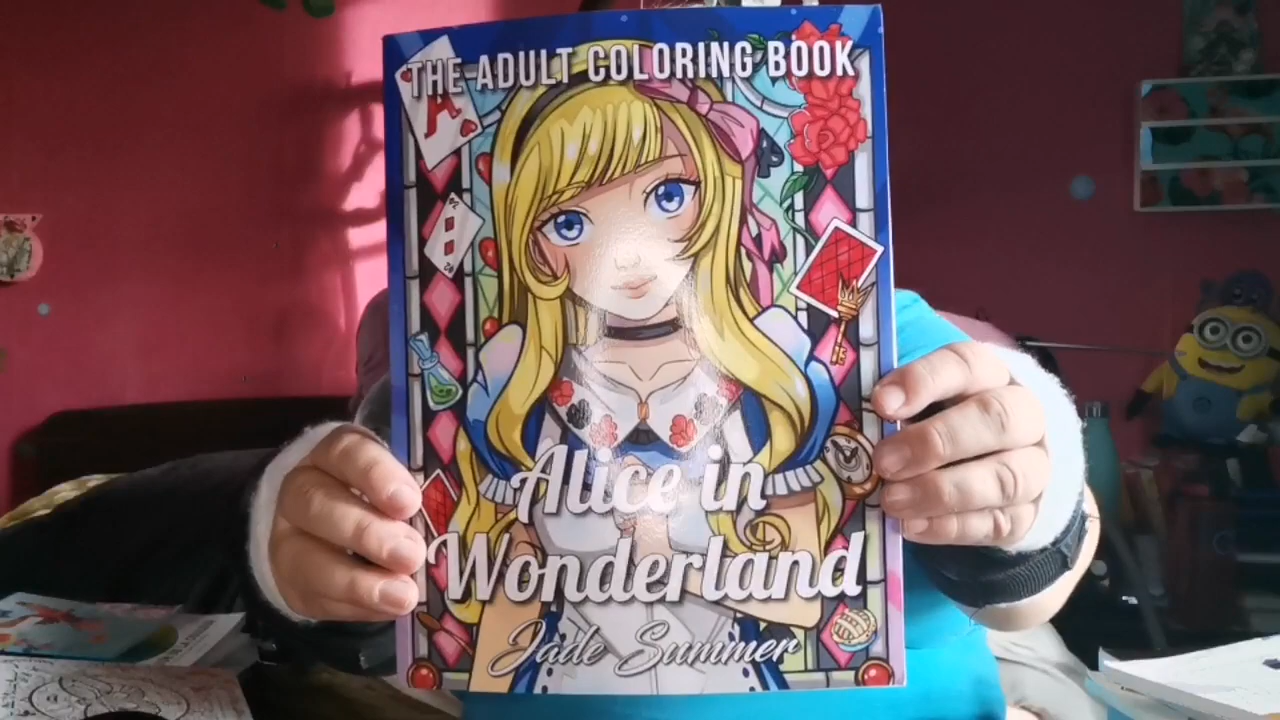 THE ADULT COLORING BOOK
A
Alice in
Wonderland
Jade Summer